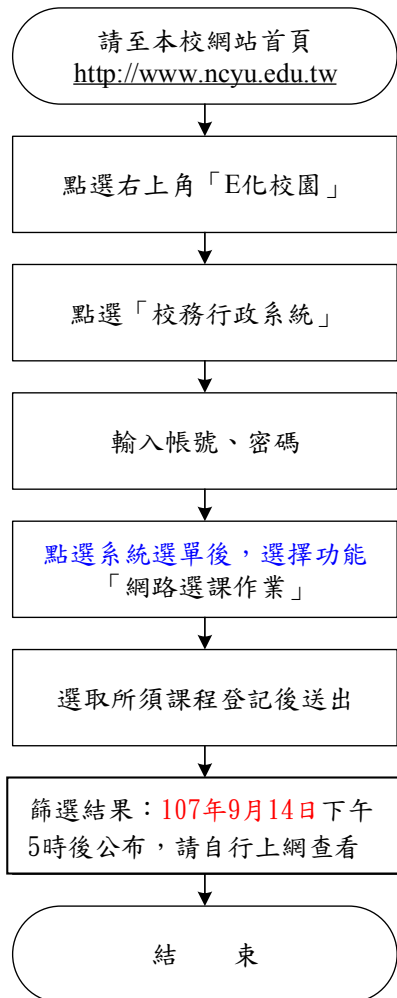 請至本校網站首頁
http://www.ncyu.edu.tw
點選右上角「E化校園」
點選「校務行政系統」
輸入帳號、密碼
點選系統選單後，選擇功能
「網路選課作業」
選取所須課程登記後送出
篩選結果：107年9月14日下午
5時後公布，請自行上網查看
結　　束